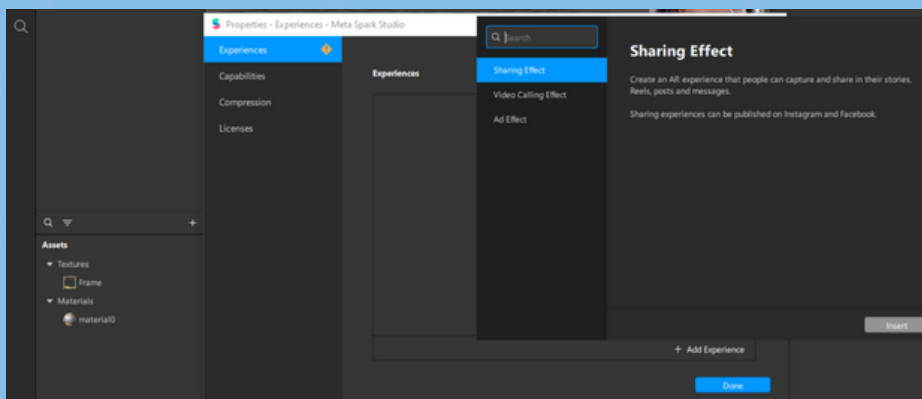 Properties - Experiences - Meta Spark Studio
Experiences
Capabilities
Compression
Licenses
Experiences
Search
Sharing Effect
Video Calling Effect
Ad Effect
Sharing Effect
Create an AR experience that people can capture and share in their stories,
Reels, posts and messages.
Sharing experiences can be published on Instagram and Facebook.
Insert
+ Add Experience
Done
Assets
Textures
Frame
Materials
material0